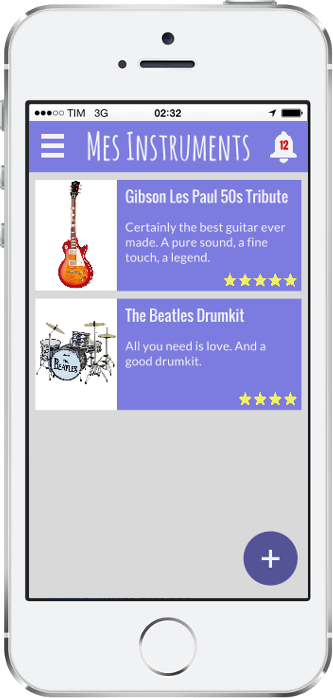 TIM 3G 02:32
Mes Instruments
12
Gibson Les Paul 50s Tribute
Certainly the best guitar ever
made. A pure sound, a fine
touch, a legend.
The Beatles Drumkit
All you need is love. And a
good drumkit.
THE
BEATLES
+